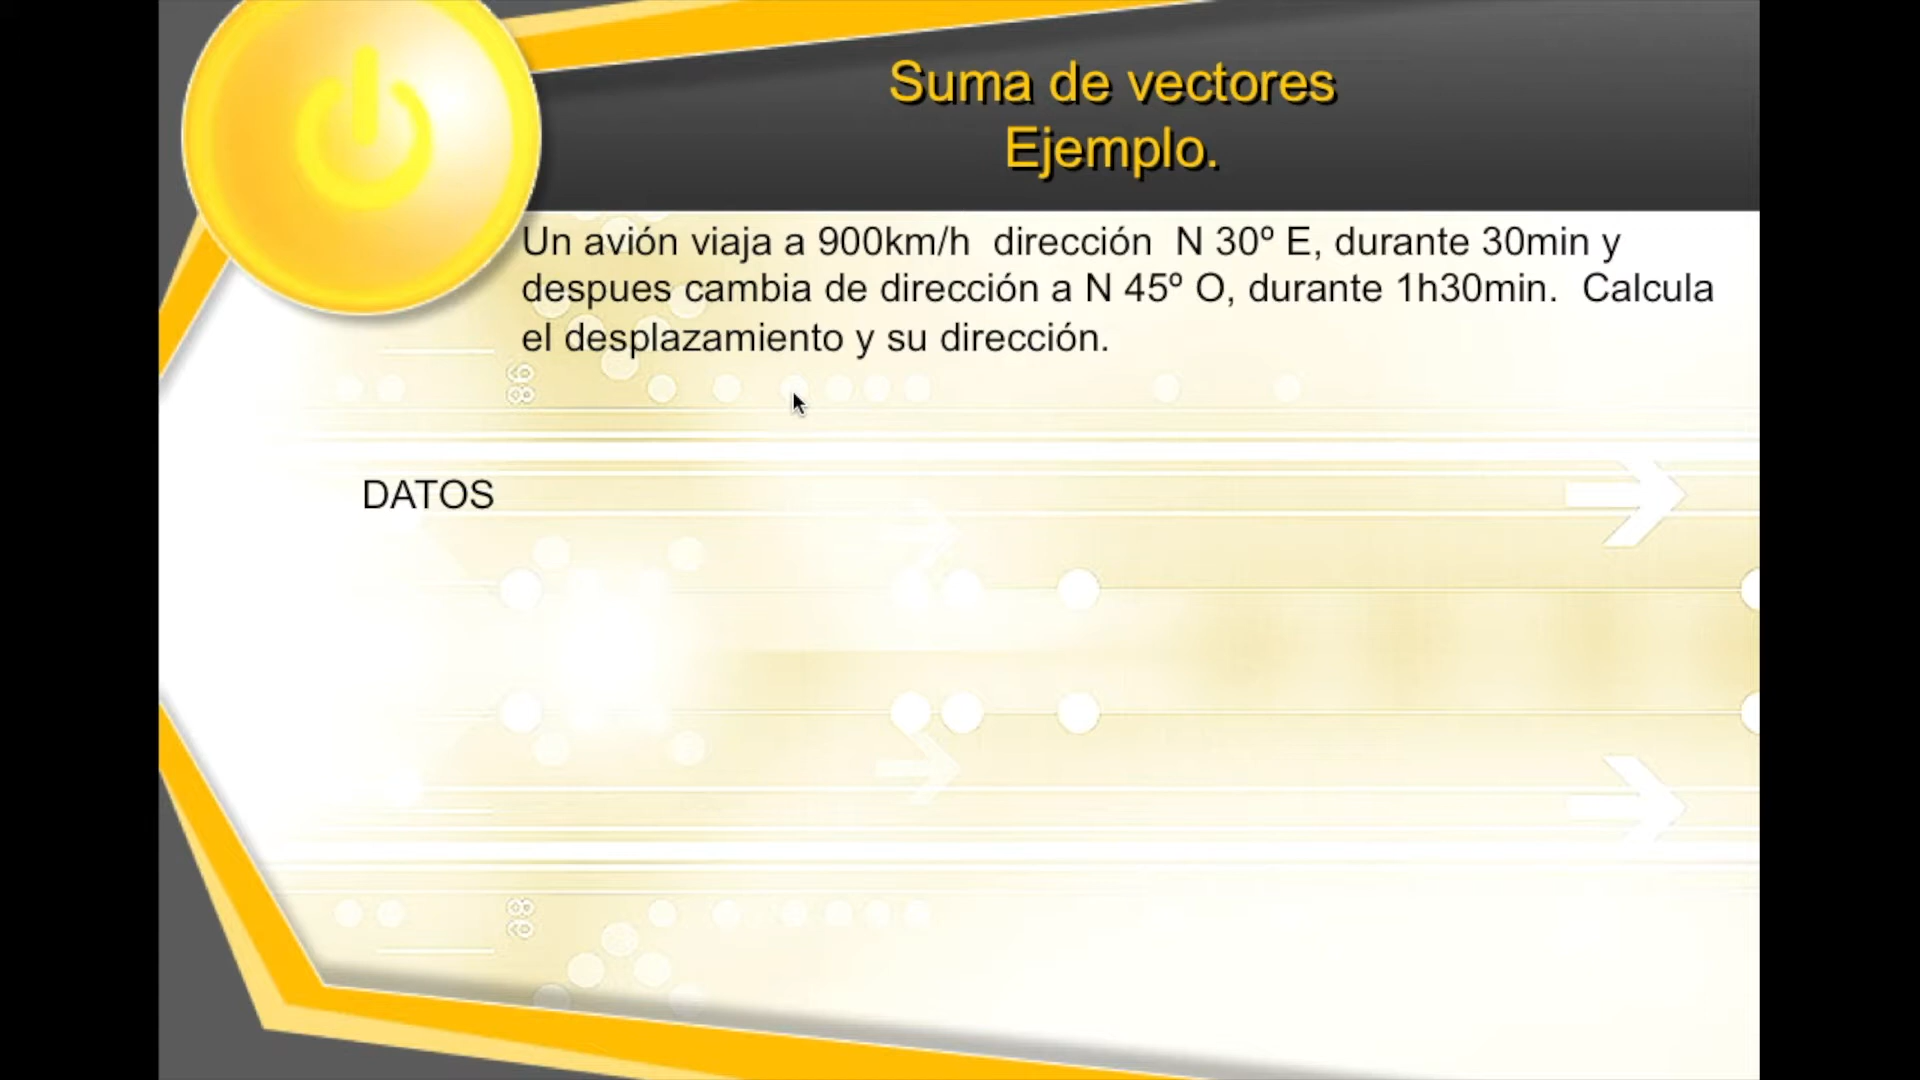 Suma de vectores
Ejemplo.
Un avión viaja a 900km/h dirección N 30º E, durante 30min y
despues cambia de dirección a N 45º O, durante 1h30min. Calcula
el desplazamiento y su dirección.
DATOS